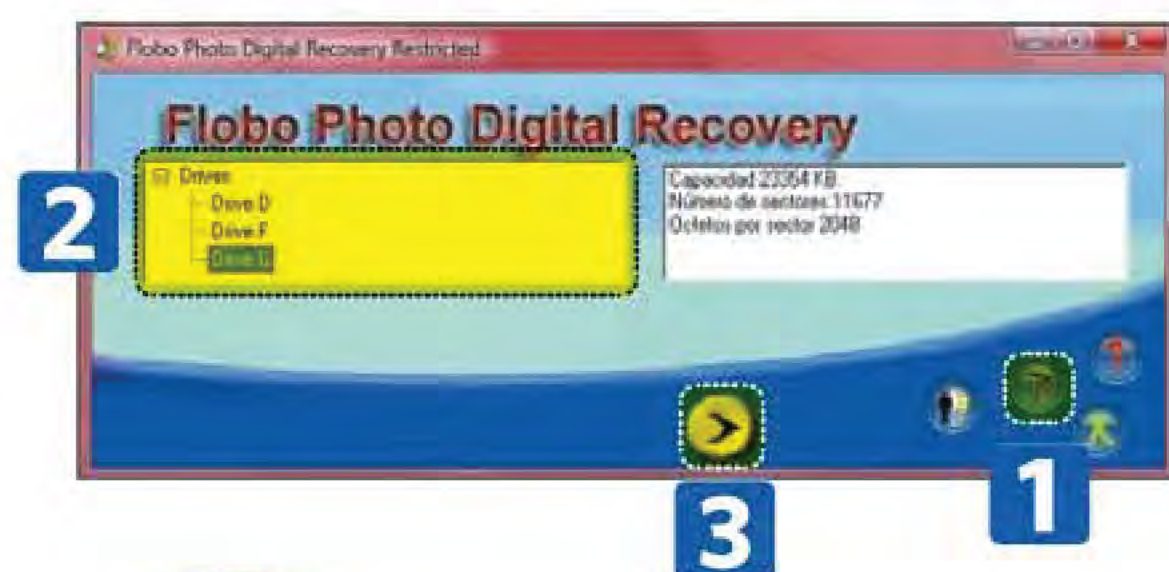 Flobo Photo Digital Recovery Restricted
Flobo Photo Digital Recovery
Drives
Drive D
Drive F
Drive G
Capacidad 23354 KB
Número de sectores 11677
Octetos por sector 2048
2
3
1